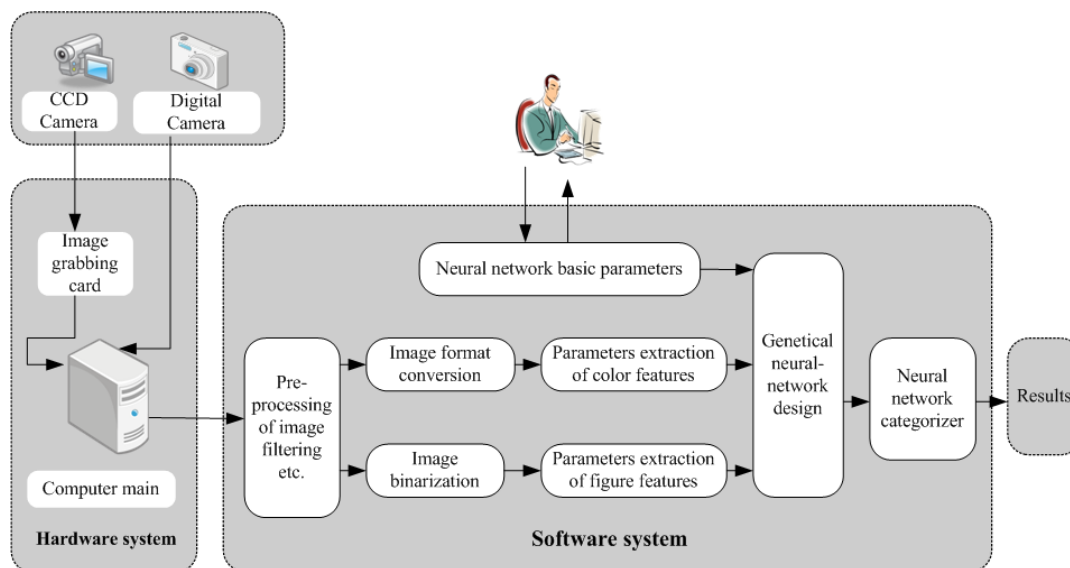 CCD
Camera
Digital
Camera
Image
grabbing
card
Computer main
Hardware system
Neural network basic parameters
Pre-
processing
of image
filtering
etc.
Image format
conversion
Parameters extraction
of color features
Image
binarization
Parameters extraction
of figure features
Genetical
neural-
network
design
Neural
network
categorizer
Results
Software system